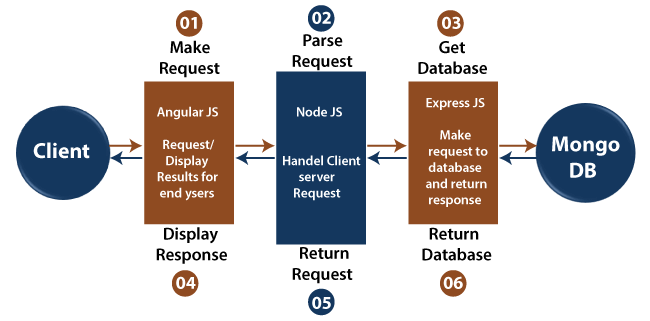 01
Make
Request
02
Parse
Request
03
Get
Database
Client
Angular JS
Request/
Display
Results for
end ysers
Node JS
Handel Client
server
Request
Express JS
Make
request to
database
and return
response
Mongo
DB
Display
Response
04
Return
Request
05
Return
Database
06